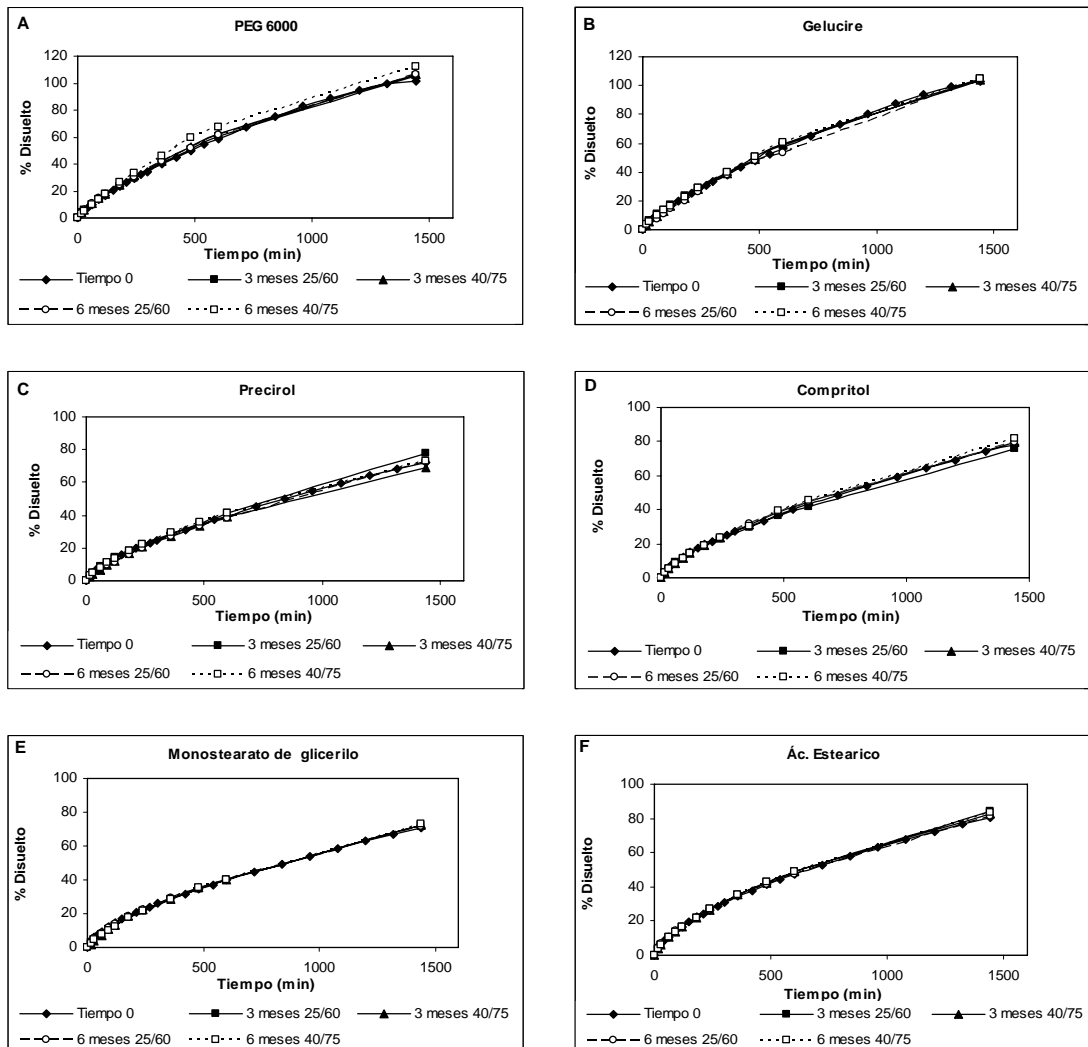 A
PEG 6000
% Disuelto
120
100
80
60
40
20
0
0 500 1000 1500
Tiempo (min)
Tiempo 0 3 meses 25/60 3 meses 40/75
6 meses 25/60 6 meses 40/75
B
Gelucire
% Disuelto
120
100
80
60
40
20
0
0 500 1000 1500
Tiempo (min)
Tiempo 0 3 meses 25/60 3 meses 40/75
6 meses 25/60 6 meses 40/75
C
Precirol
% Disuelto
100
80
60
40
20
0
0 500 1000 1500
Tiempo (min)
Tiempo 0 3 meses 25/60 3 meses 40/75
6 meses 25/60 6 meses 40/75
D
Compritol
% Disuelto
100
80
60
40
20
0
0 500 1000 1500
Tiempo (min)
Tiempo 0 3 meses 25/60 3 meses 40/75
6 meses 25/60 6 meses 40/75
E
Monostearato de glicerilo
% Disuelto
100
80
60
40
20
0
0 500 1000 1500
Tiempo (min)
Tiempo 0 3 meses 25/60 3 meses 40/75
6 meses 25/60 6 meses 40/75
F
Ác. Estearico
% Disuelto
100
80
60
40
20
0
0 500 1000 1500
Tiempo (min)
Tiempo 0 3 meses 25/60 3 meses 40/75
6 meses 25/60 6 meses 40/75